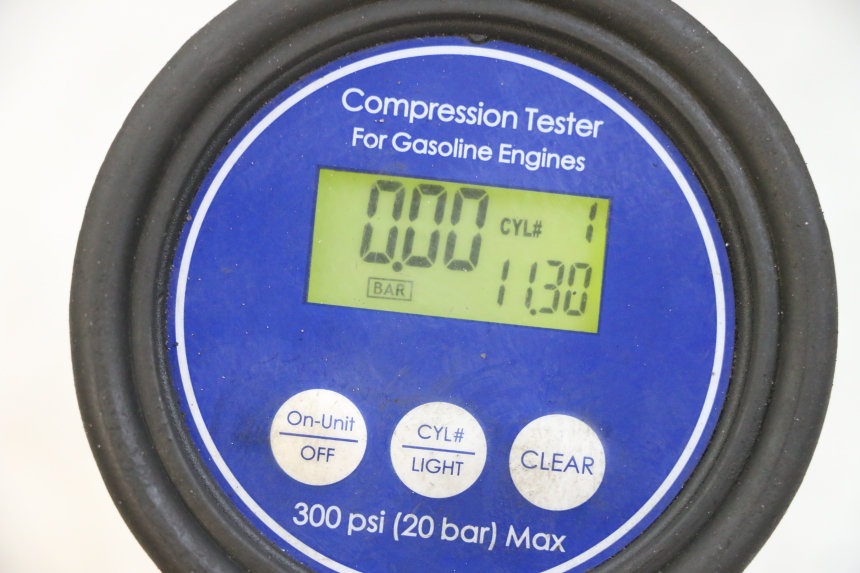 Compression Tester
For Gasoline Engines
0.00 CYL# 1
BAR 11.30
On-Unit
OFF
CYL#
LIGHT
CLEAR
300 psi (20 bar) Max